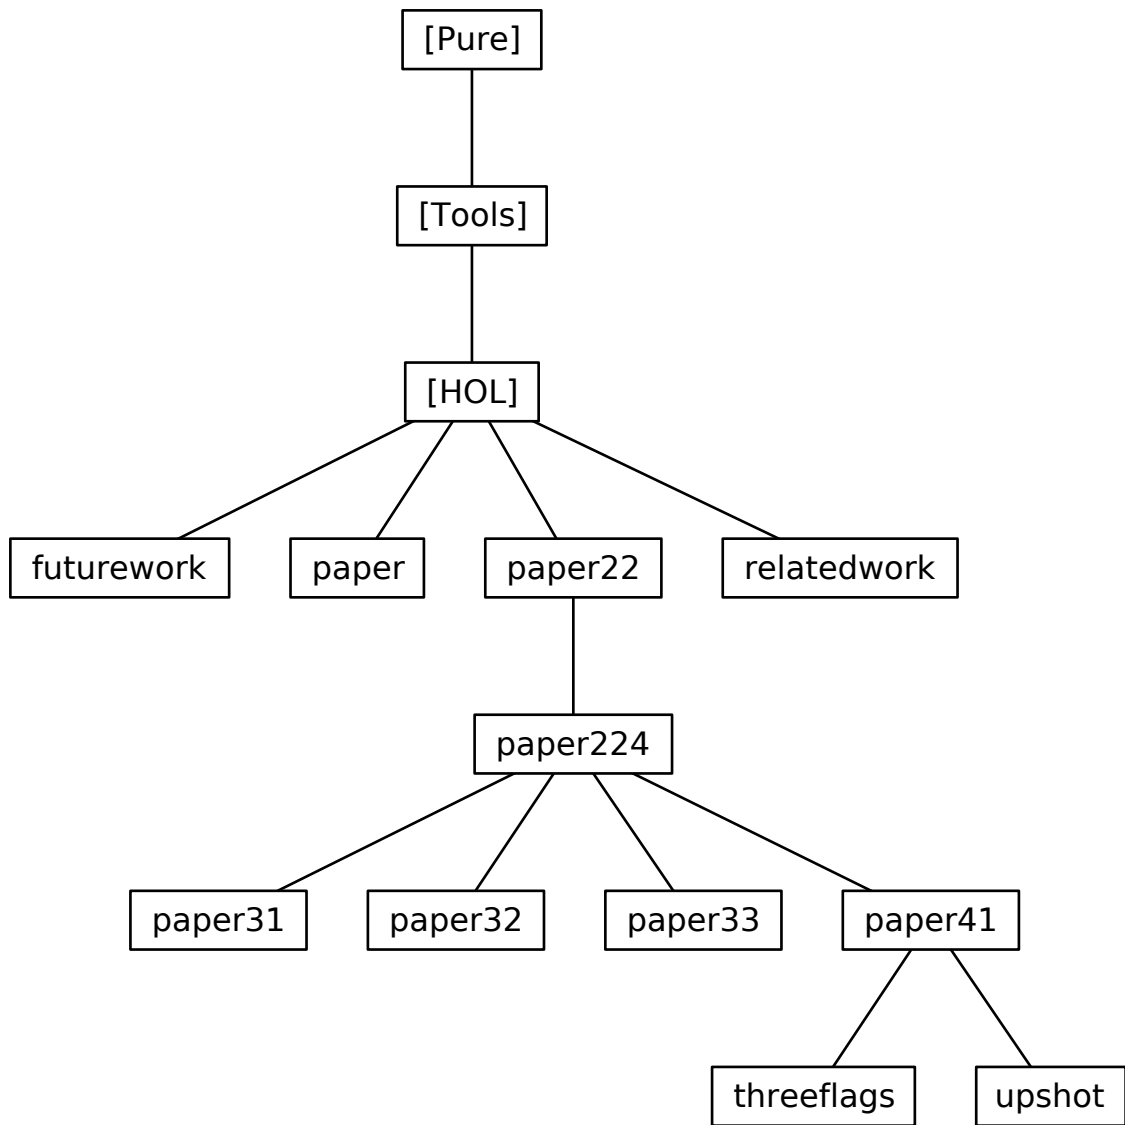 [Pure]
[Tools]
[HOL]
futurework
paper
paper22
relatedwork
paper224
paper31
paper32
paper33
paper41
threeflags
upshot